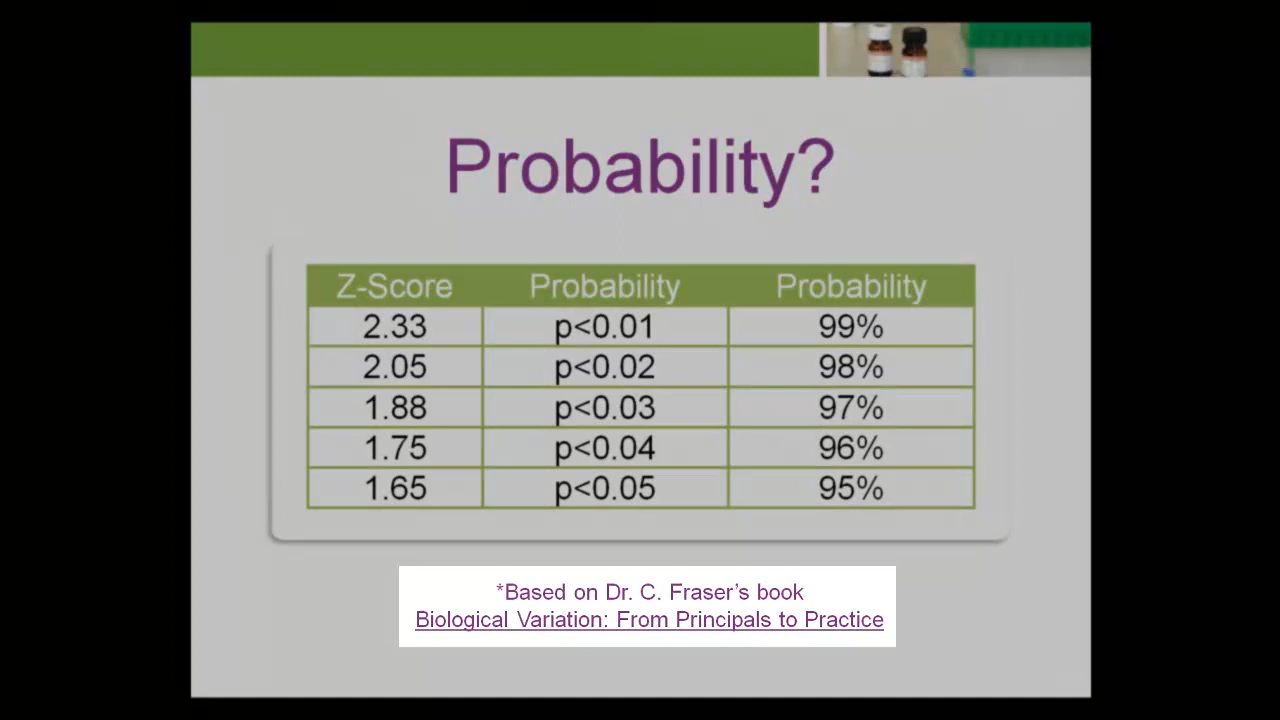 Probability?
Z-Score Probability Probability
2.33 p<0.01 99%
2.05 p<0.02 98%
1.88 p<0.03 97%
1.75 p<0.04 96%
1.65 p<0.05 95%
*Based on Dr. C. Fraser’s book
Biological Variation: From Principals to Practice